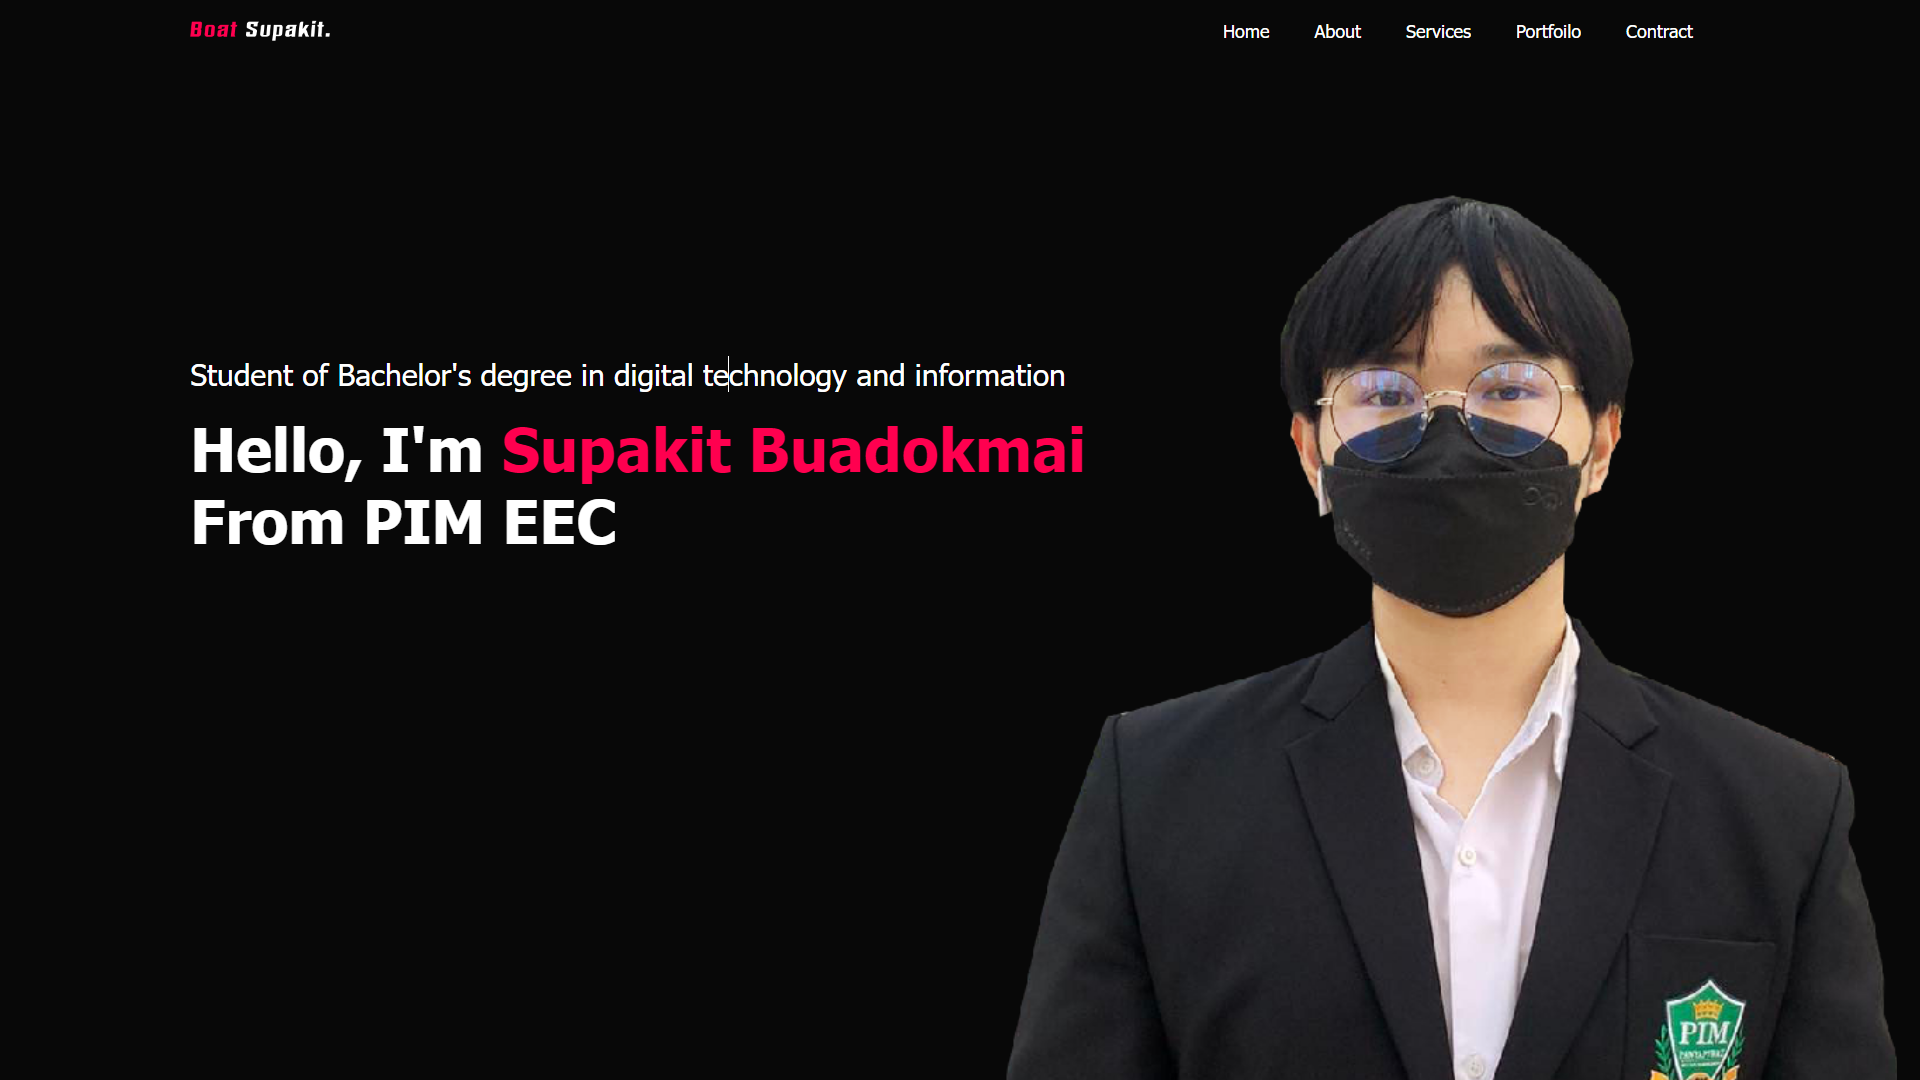 Boat Supakit.
Home About Services Portfoilo Contract
Student of Bachelor's degree in digital technology and information
Hello, I'm Supakit Buadokmai
From PIM EEC
PIM